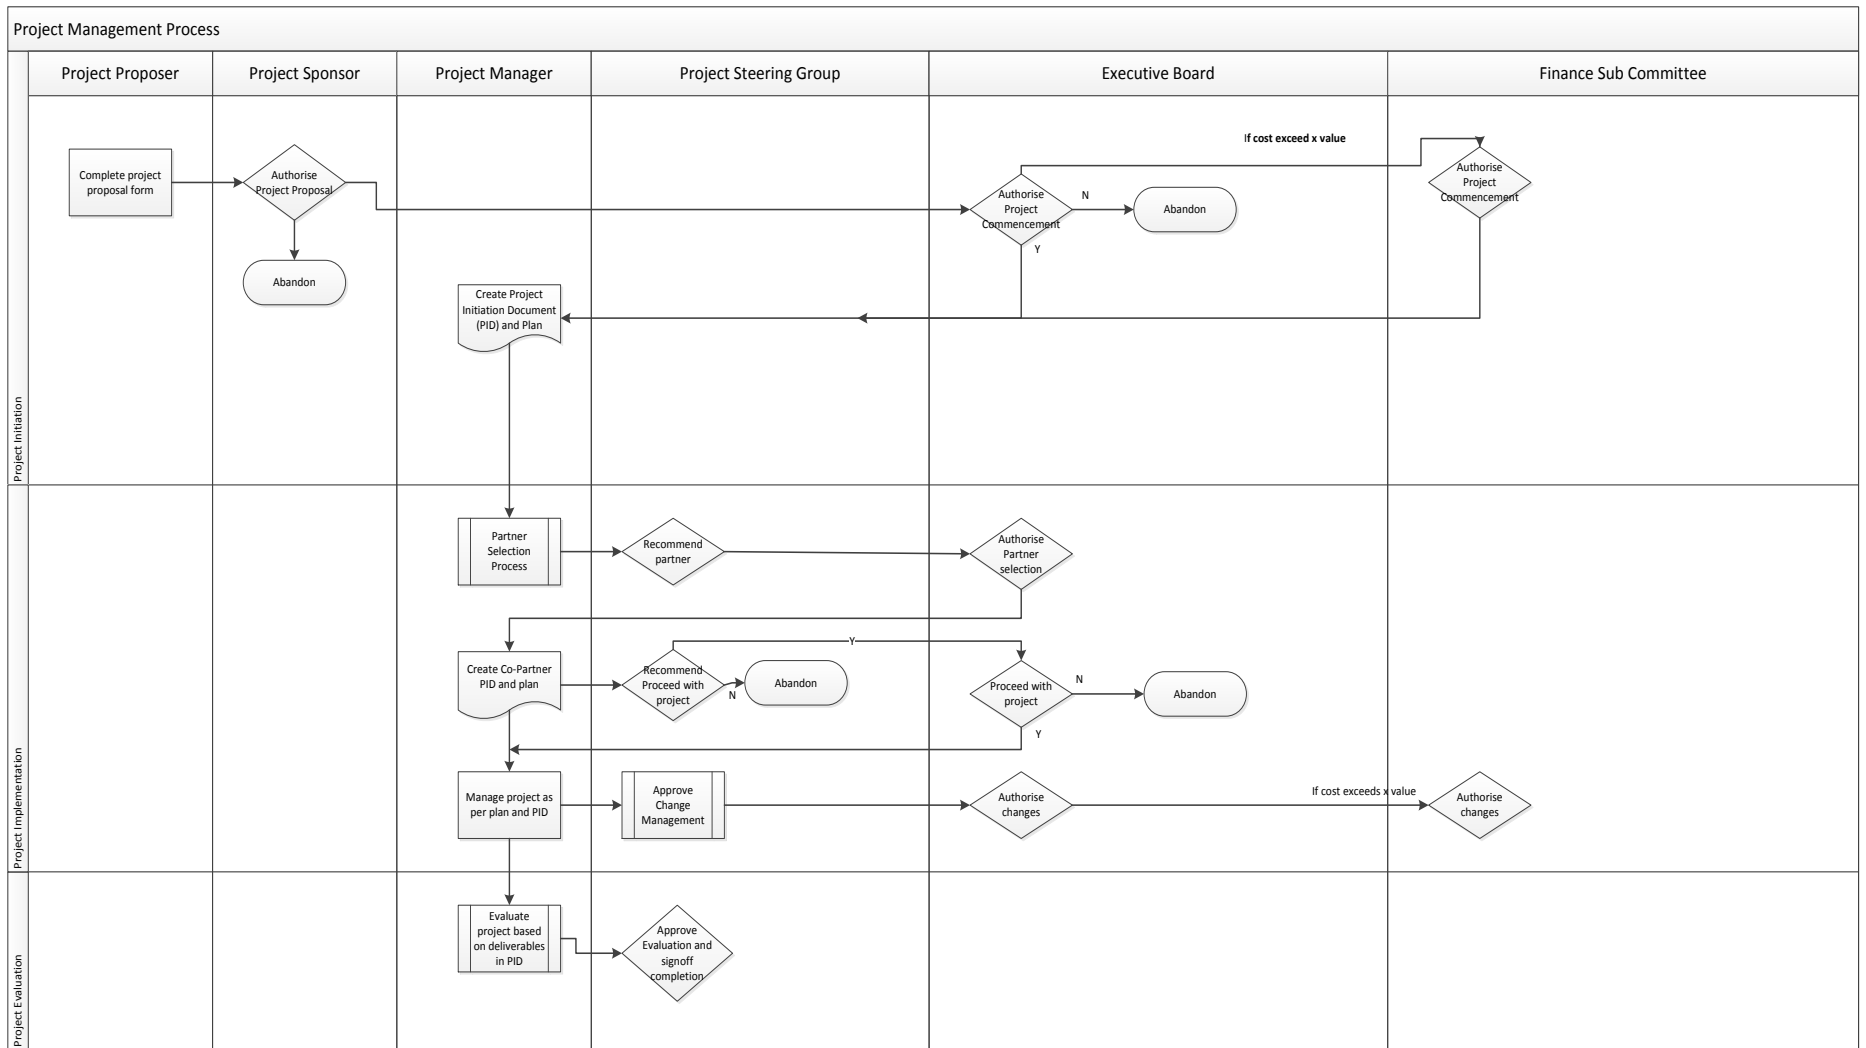 Project Management Process
Project Proposer
Project Sponsor
Project Manager
Project Steering Group
Executive Board
Finance Sub Committee
Project Initiation
Complete project
proposal form
Authorise
Project Proposal
Abandon
If cost exceed x value
Authorise
Project
Commencement
N
Abandon
Y
Authorise
Project
Commencement
Create Project
Initiation Document
(PID) and Plan
Project Implementation
Partner
Selection
Process
Recommend
partner
Authorise
Partner
selection
Create Co-Partner
PID and plan
Recommend
Proceed with
project
Y
N
Abandon
Proceed with
project
N
Abandon
Y
Manage project as
per plan and PID
Approve
Change
Management
Authorise
changes
If cost exceeds x value
Authorise
changes
Project Evaluation
Evaluate
project based
on deliverables
in PID
Approve
Evaluation and
signoff
completion